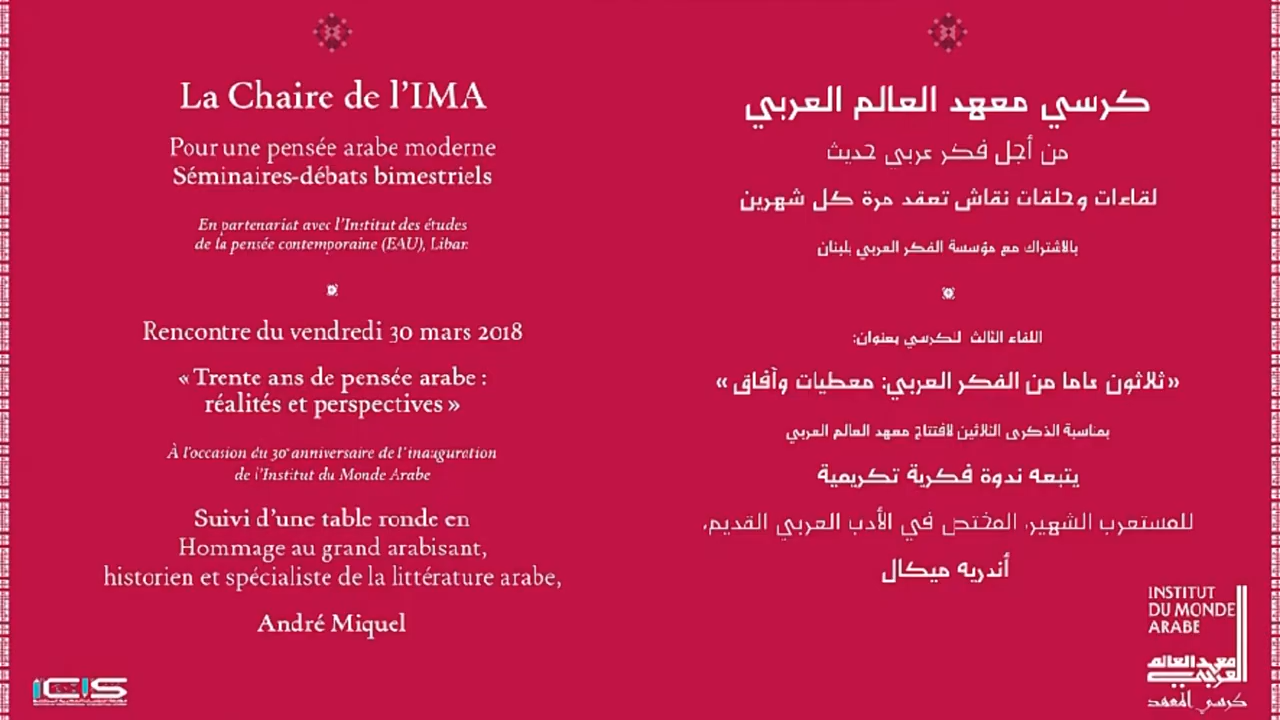 La Chaire de l'IMA
Pour une pensée arabe moderne
Séminaires-débats bimestriels
En partenariat avec l'Institut des études
de la pensée contemporaine (EAU), Liban
Rencontre du vendredi 30 mars 2018
« Trente ans de pensée arabe :
réalités et perspectives »
À l'occasion du 30e anniversaire de l'inauguration
de l'Institut du Monde Arabe
Suivi d'une table ronde en
Hommage au grand arabisant,
historien et spécialiste de la littérature arabe,
André Miquel
ICIS
كرسي معهد العالم العربي
من أجل فكر عربي حديث
لقاءات وحلقات نقاش تعقد مرة كل شهرين
بالاشتراك مع مؤسسة الفكر العربي بلبنان
اللقاء الثالث للكرسي بعنوان:
«ثلاثون عاما من الفكر العربي: معطيات وآفاق»
بمناسبة الذكرى الثلاثين لافتتاح معهد العالم العربي
يتبعه ندوة فكرية تكريمية
للمستعرب الشهير، المختص في الأدب العربي القديم،
أندريه ميكال
INSTITUT
DU MONDE
ARABE
معهد العالم
العربي
كرسي المعهد